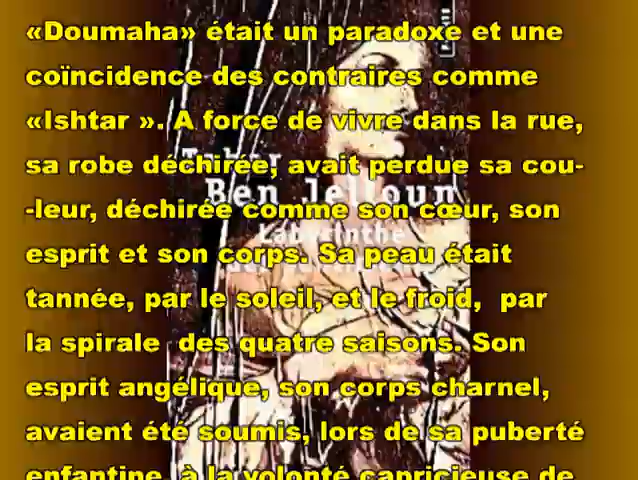 «Doumaha» était un paradoxe et une
coïncidence des contraires comme
«Ishtar ». A force de vivre dans la rue,
sa robe déchirée, avait perdue sa cou-
-leur, déchirée comme son cœur, son
esprit et son corps. Sa peau était
tannée, par le soleil, et le froid, par
la spirale des quatre saisons. Son
esprit angélique, son corps charnel,
avaient été soumis, lors de sa puberté
enfantine, à la volonté capricieuse de
Ben Jelloun
Labyrinthe